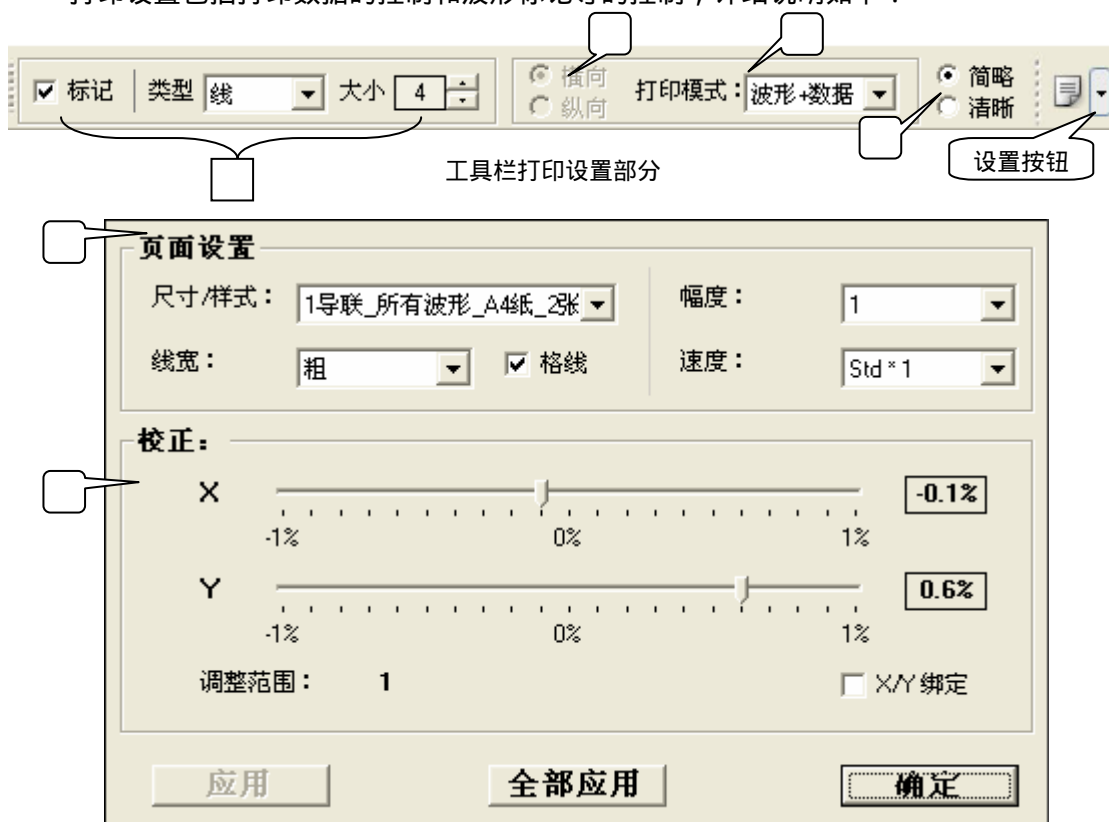 打印设置包括打印数据的控制和波形标记等的控制，详细说明如下：
标记 类型 线 大小 4 横向 纵向 打印模式： 波形+数据 简略 清晰
工具栏打印设置部分 设置按钮
页面设置
尺寸/样式： 1导联_所有波形_A4纸_2张 幅度： 1
线宽： 粗 格线 速度： Std * 1
校正：
X -0.1%
-1% 0% 1%
Y 0.6%
-1% 0% 1%
调整范围： 1 X/Y 绑定
应用 全部应用 确定